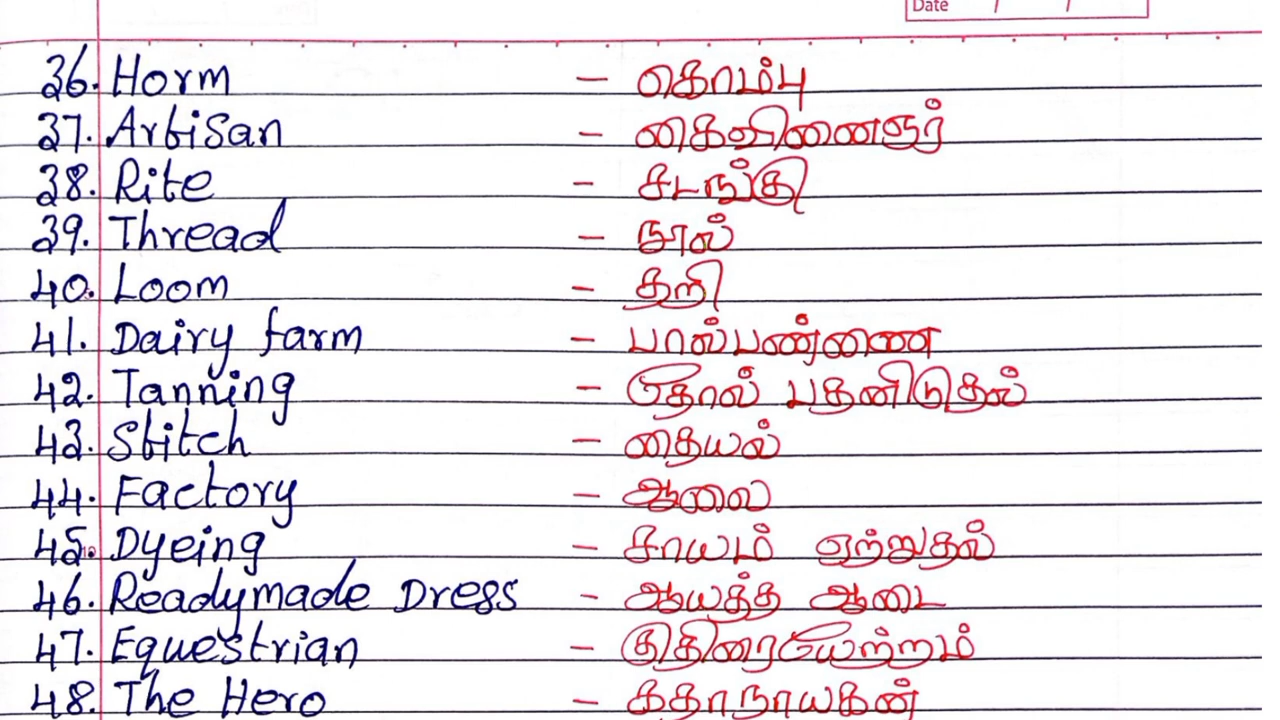 Date / /
36. Horm – கொம்பு
37. Artisan – கைவினைஞர்
38. Rite – சடங்கு
39. Thread – நூல்
40. Loom – தறி
41. Dairy farm – பால்பண்ணை
42. Tanning – தோல் பதனிடுதல்
43. Stitch – தையல்
44. Factory – ஆலை
45. Dyeing – சாயம் ஏற்றுதல்
46. Readymade Dress – ஆயத்த ஆடை
47. Equestrian – குதிரையேற்றம்
48. The Hero – கதாநாயகன்